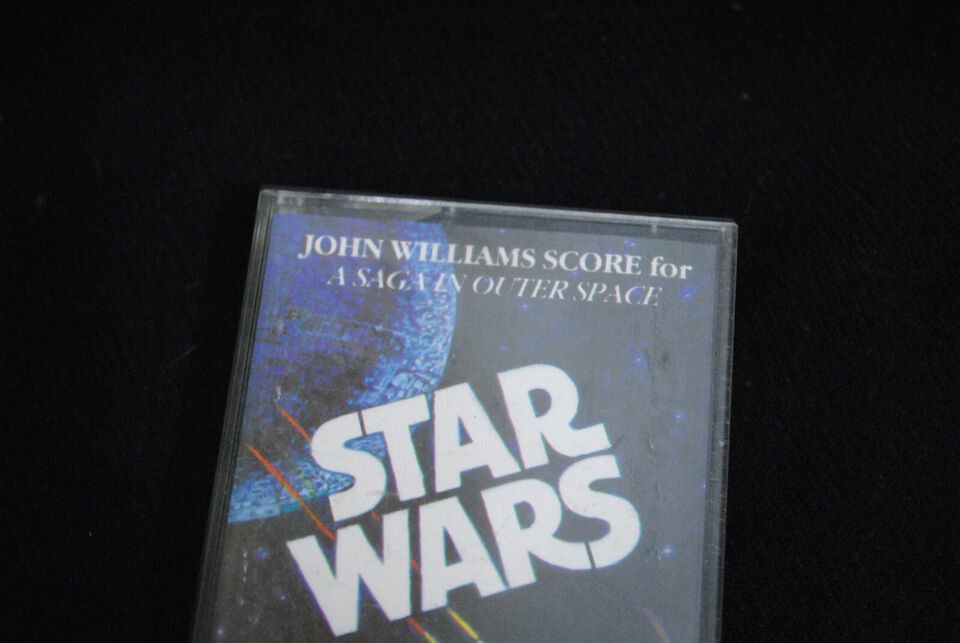 JOHN WILLIAMS SCORE for
A SAGA IN OUTER SPACE
STAR
WARS